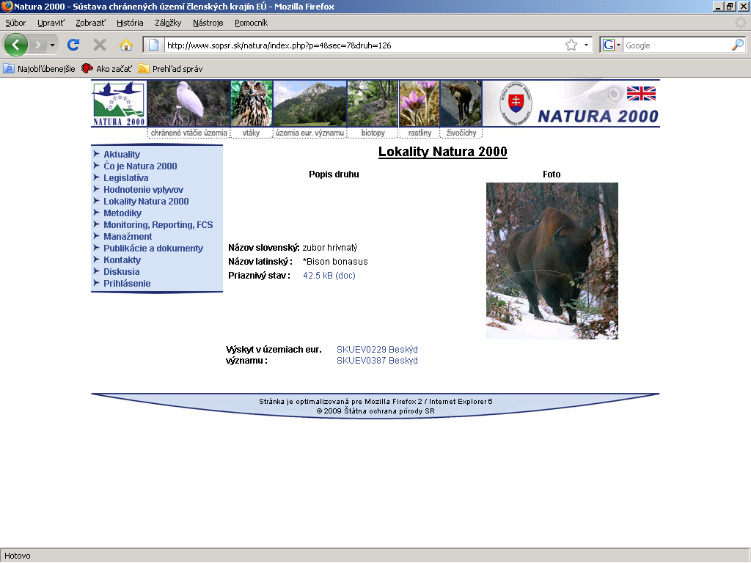 Natura 2000 - Sústava chránených území členských krajín EÚ - Mozilla Firefox
Súbor Upraviť Zobraziť História Záložky Nástroje Pomocník
http://www.sopsr.sk/natura/index.php?p=4&sec=7&druh=126
Google
Najobľúbenejšie Ako začať Prehľad správ
NATURA 2000
NATURA 2000
chránené vtáčie územia vtáky územia eur. významu biotopy rastliny živočíchy
Lokality Natura 2000
Aktuality
Čo je Natura 2000
Legislatíva
Hodnotenie vplyvov
Lokality Natura 2000
Metodiky
Monitoring, Reporting, FCS
Manažment
Publikácie a dokumenty
Kontakty
Diskusia
Prihlásenie
Popis druhu Foto
Názov slovenský: zubor hrivnatý
Názov latinský : *Bison bonasus
Priaznivý stav : 42.5 kB (doc)
Výskyt v územiach eur. SKUEV0229 Beskýd
významu : SKUEV0387 Beskyd
Stránka je optimalizovaná pre Mozilla Firefox 2 / Internet Explorer 6
© 2009 Štátna ochrana prírody SR
Hotovo